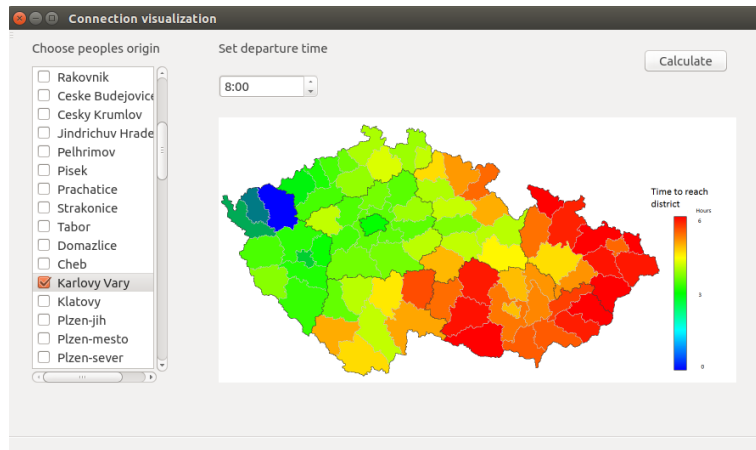 Connection visualization
Choose peoples origin
Set departure time
Calculate
8:00
Rakovnik
Ceske Budejovice
Cesky Krumlov
Jindrichuv Hrade
Pelhrimov
Pisek
Prachatice
Strakonice
Tabor
Domazlice
Cheb
Karlovy Vary
Klatovy
Plzen-jih
Plzen-mesto
Plzen-sever
Time to reach
district
Hours
6
3
0